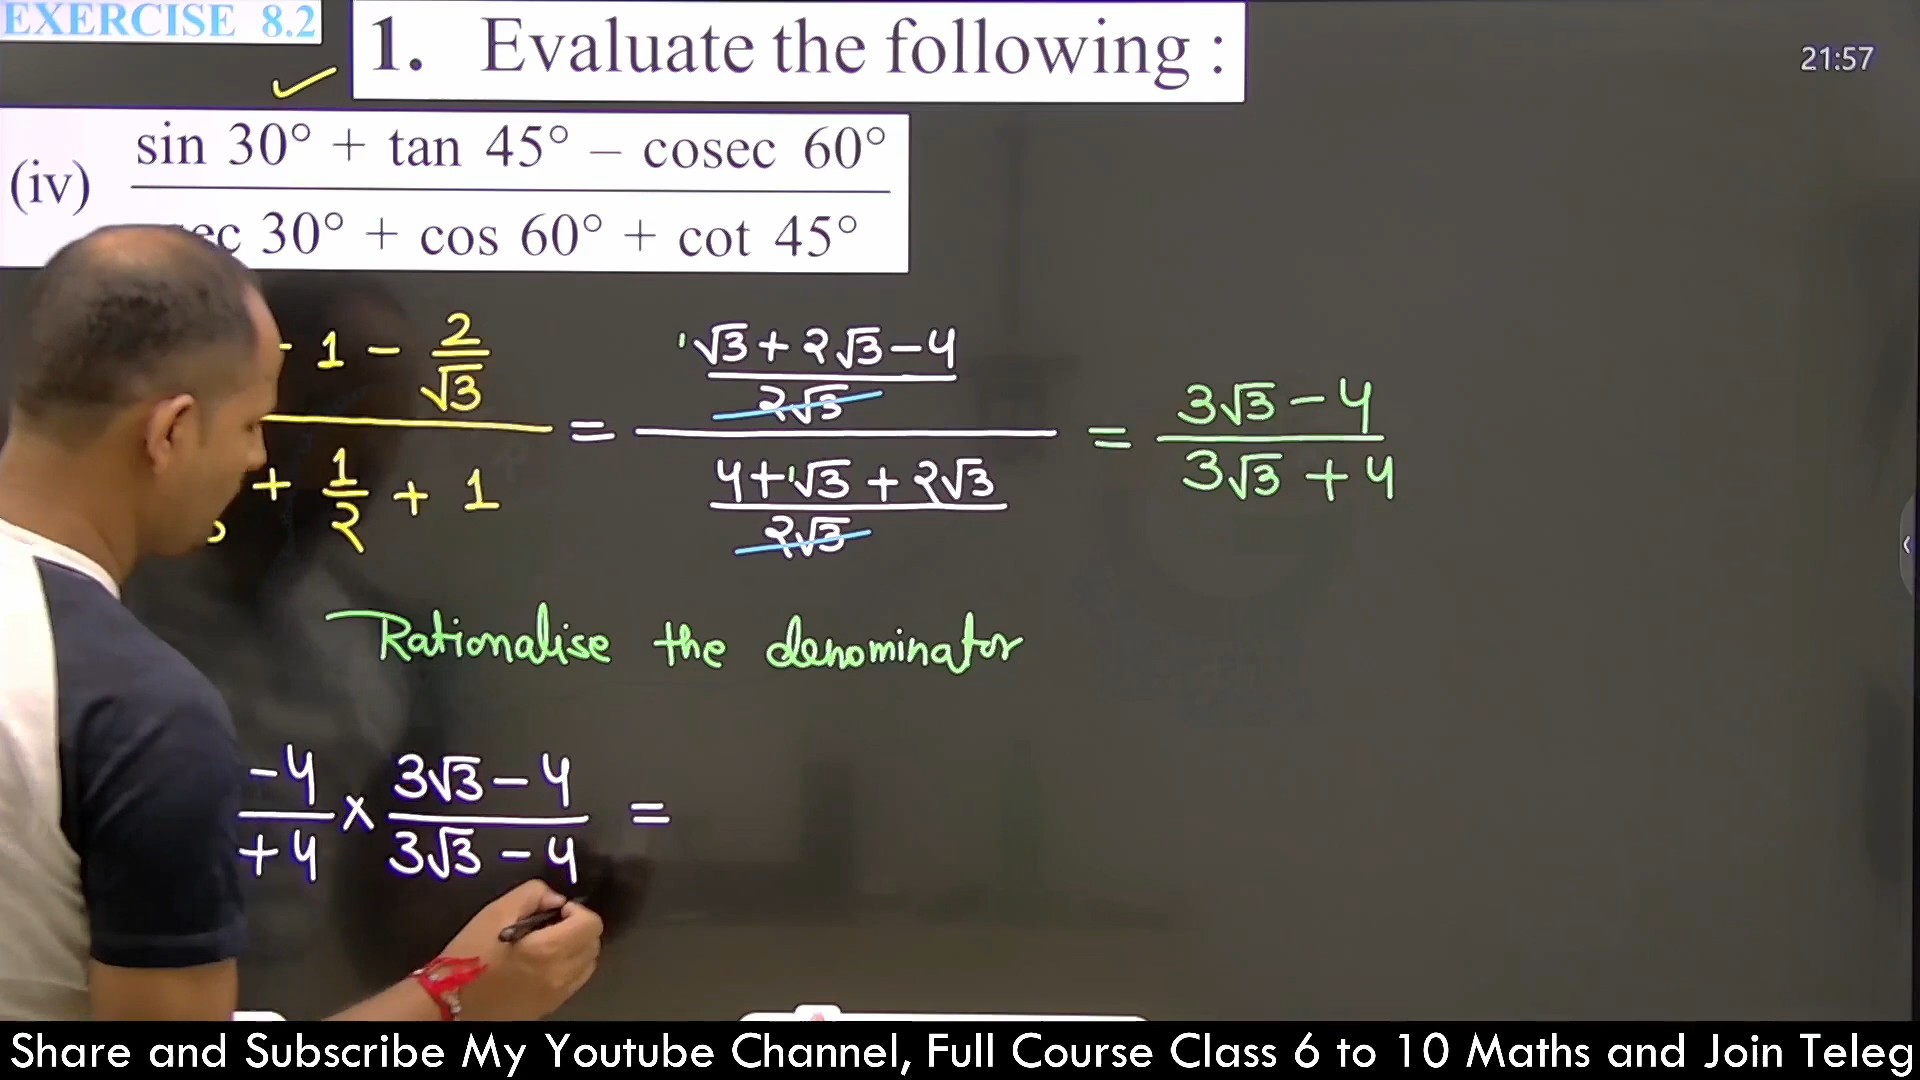 EXERCISE 8.2
1. Evaluate the following :
21:57
(iv) sin 30° + tan 45° – cosec 60°
ec 30° + cos 60° + cot 45°
1 - 2/√3
+ 1/2 + 1
= 1√3 + 2√3 - 4
2√3
4 + 1√3 + 2√3
2√3
= 3√3 - 4
3√3 + 4
Rationalise the denominator
-4 × 3√3 - 4 =
+4 3√3 - 4
Share and Subscribe My Youtube Channel, Full Course Class 6 to 10 Maths and Join Teleg